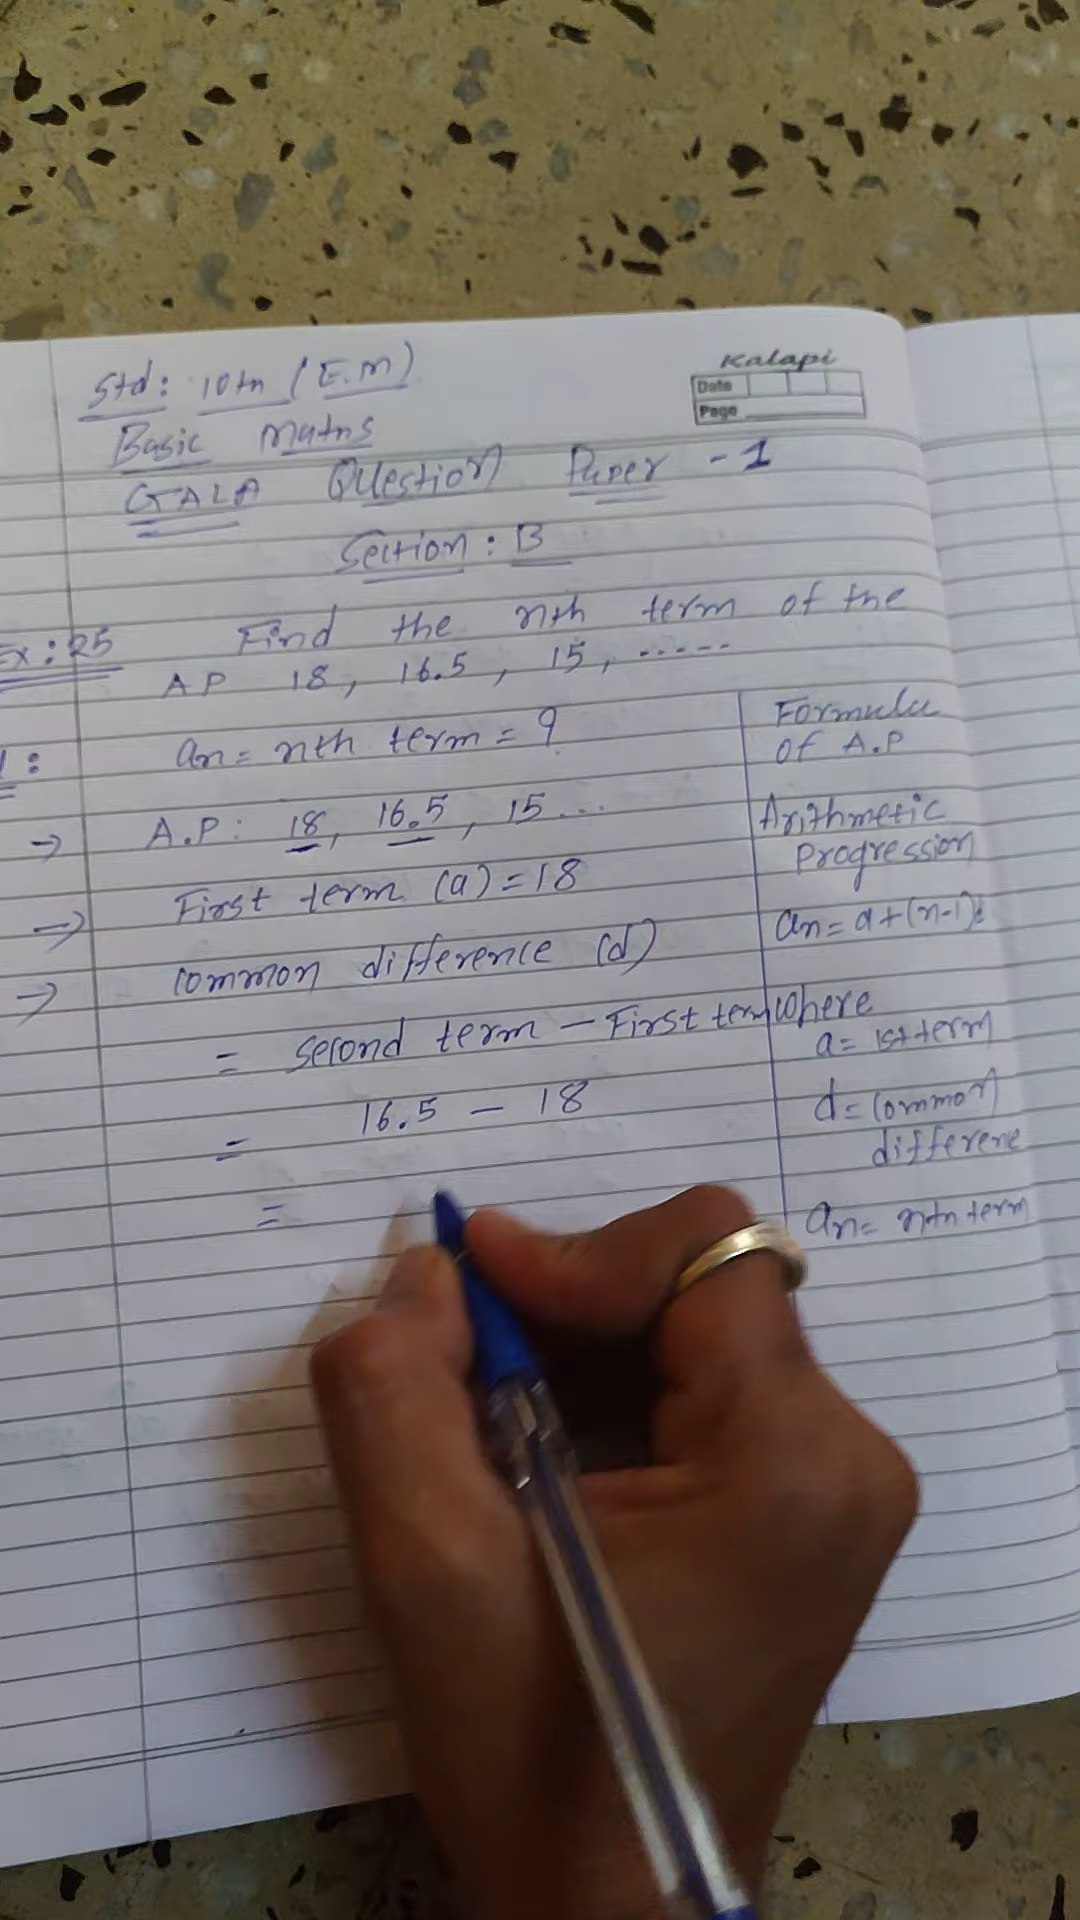 Kalapi
Date
Page
Std: 10th (E.M)
Basic Maths
GALA Question Paper - 1
Section: B
Ex: 25 Find the nth term of the
AP 18, 16.5, 15, .....
an = nth term = ?
→ A.P: 18, 16.5, 15...
→ First term (a) = 18
→ common difference (d)
= second term - First term
= 16.5 - 18
=
Formula
of A.P
Arithmetic
Progression
an = a + (n-1)d
where
a = 1st term
d = common
differene
an = nth term